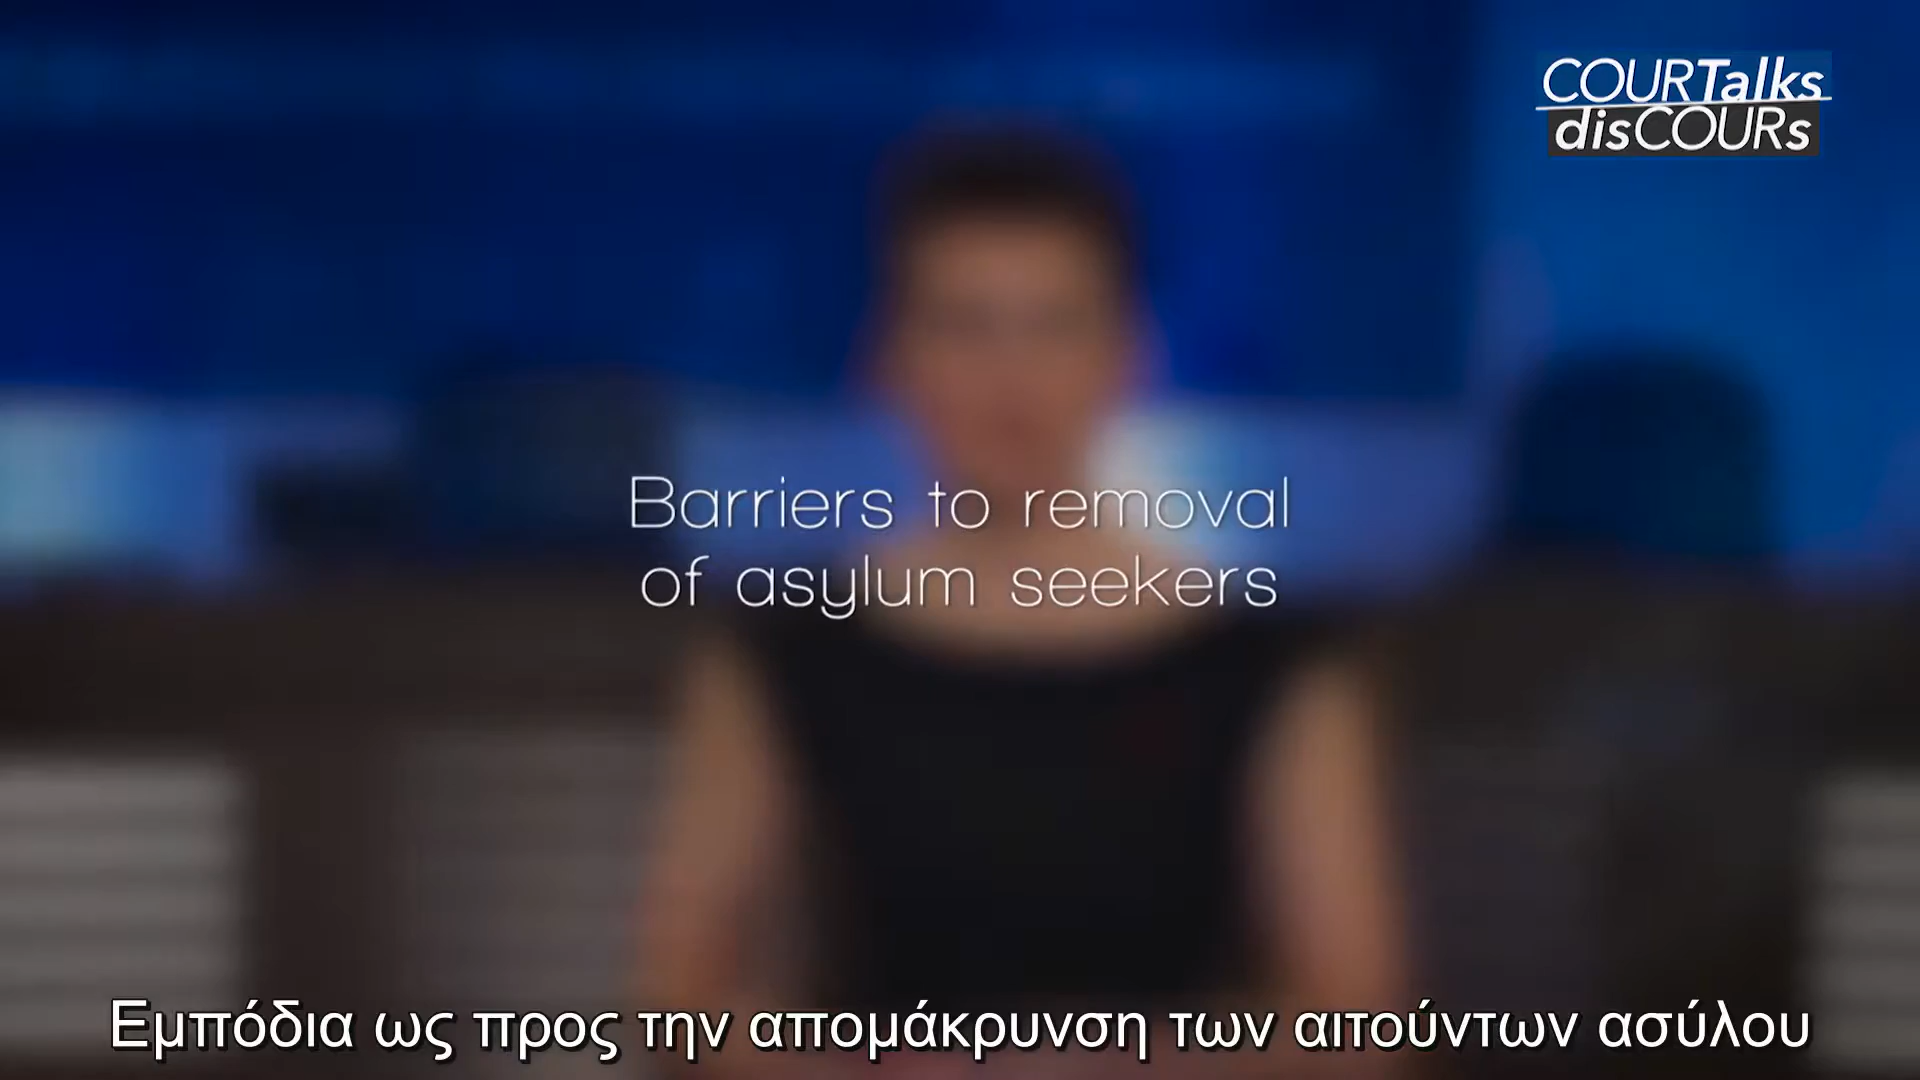 COURTalks
disCOURs
Barriers to removal
of asylum seekers
Εμπόδια ως προς την απομάκρυνση των αιτούντων ασύλου